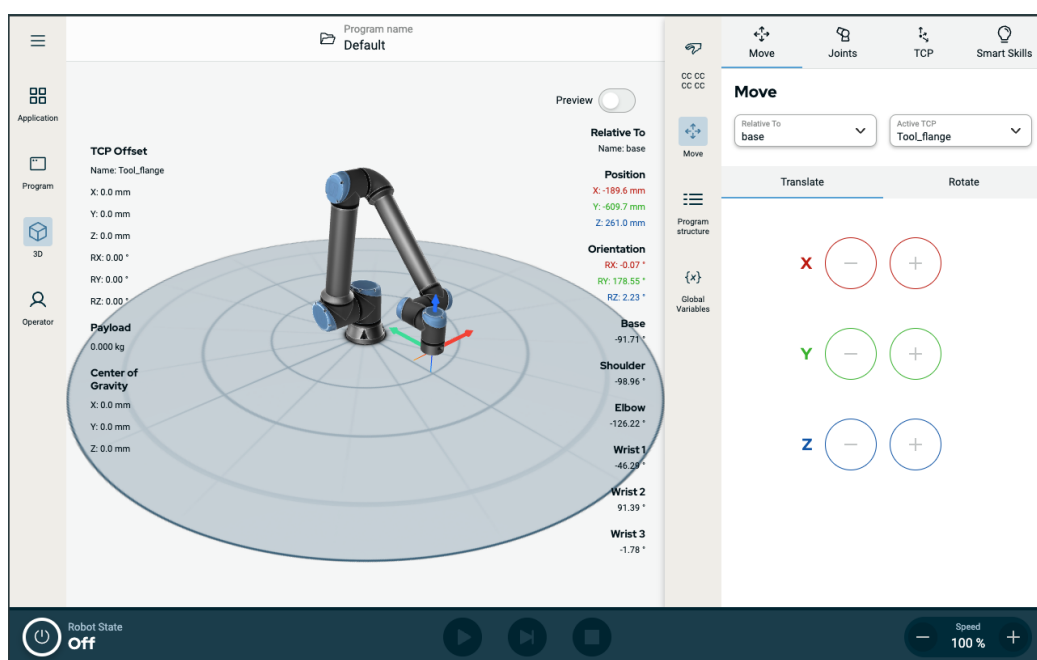 Program name
Default
Application
Program
3D
Operator
TCP Offset
Name: Tool_flange
X: 0.0 mm
Y: 0.0 mm
Z: 0.0 mm
RX: 0.00 °
RY: 0.00 °
RZ: 0.00 °
Payload
0.000 kg
Center of
Gravity
X: 0.0 mm
Y: 0.0 mm
Z: 0.0 mm
Preview
Relative To
Name: base
Position
X: -189.6 mm
Y: -609.7 mm
Z: 261.0 mm
Orientation
RX: -0.07 °
RY: 178.55 °
RZ: 2.23 °
Base
-91.71 °
Shoulder
-98.96 °
Elbow
-126.22 °
Wrist 1
-46.29 °
Wrist 2
91.39 °
Wrist 3
-1.78 °
CC CC
CC CC
Move
Program
structure
{x}
Global
Variables
Move
Joints
TCP
Smart Skills
Move
Relative To
base
Active TCP
Tool_flange
Translate
Rotate
X − +
Y − +
Z − +
Robot State
Off
Speed
− 100 % +